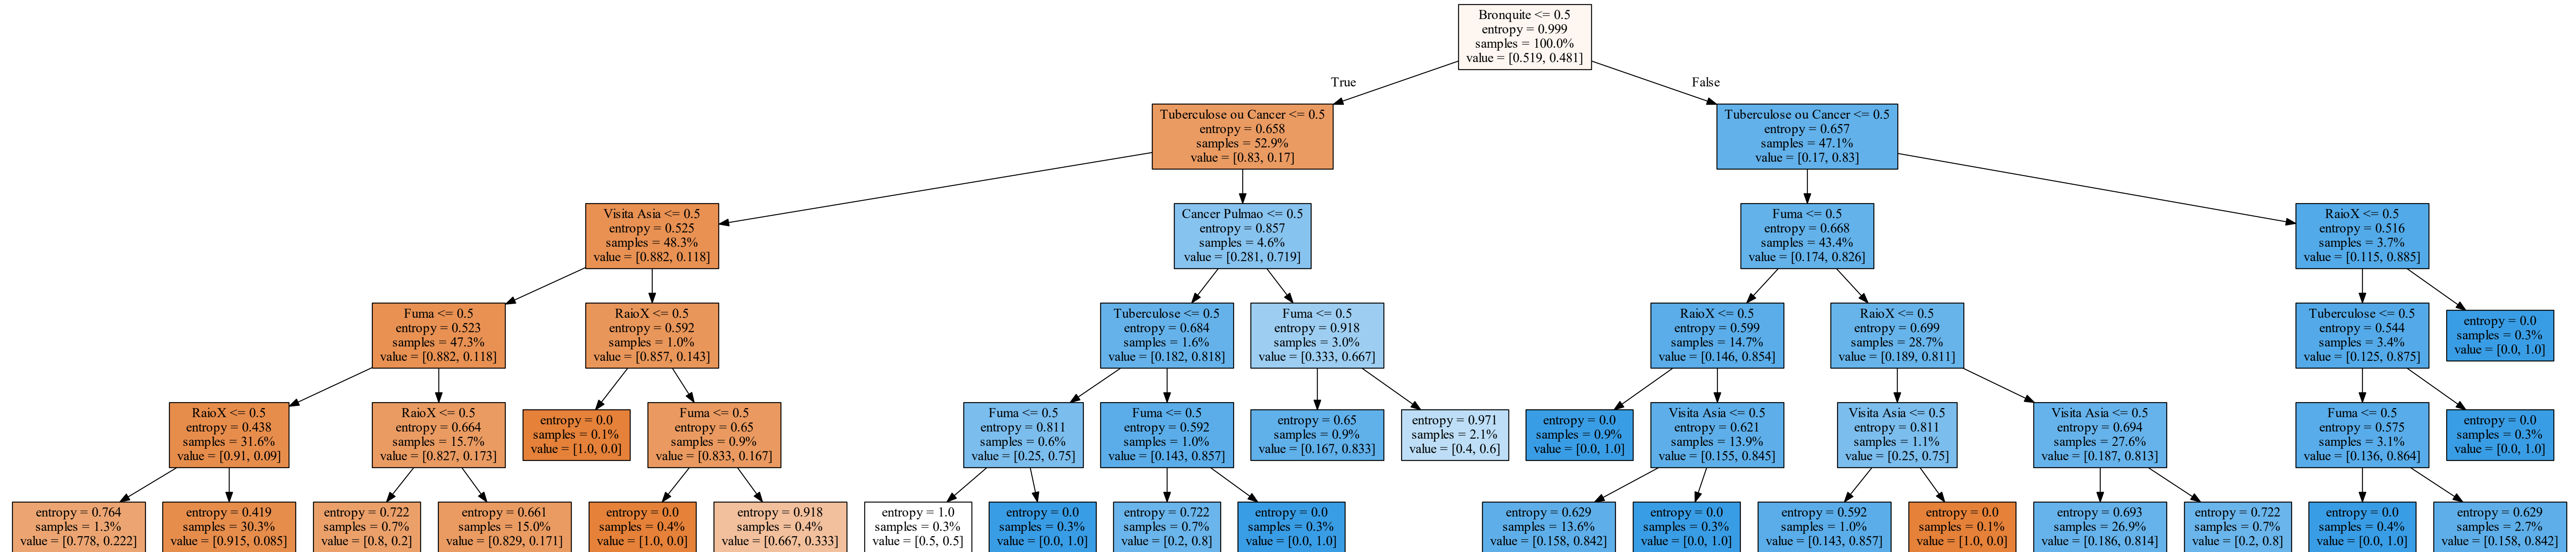 Bronquite <= 0.5
entropy = 0.999
samples = 100.0%
value = [0.519, 0.481]
True
False
Tuberculose ou Cancer <= 0.5
entropy = 0.658
samples = 52.9%
value = [0.83, 0.17]
Tuberculose ou Cancer <= 0.5
entropy = 0.657
samples = 47.1%
value = [0.17, 0.83]
Visita Asia <= 0.5
entropy = 0.525
samples = 48.3%
value = [0.882, 0.118]
Cancer Pulmao <= 0.5
entropy = 0.857
samples = 4.6%
value = [0.281, 0.719]
Fuma <= 0.5
entropy = 0.668
samples = 43.4%
value = [0.174, 0.826]
RaioX <= 0.5
entropy = 0.516
samples = 3.7%
value = [0.115, 0.885]
Fuma <= 0.5
entropy = 0.523
samples = 47.3%
value = [0.882, 0.118]
RaioX <= 0.5
entropy = 0.592
samples = 1.0%
value = [0.857, 0.143]
Tuberculose <= 0.5
entropy = 0.684
samples = 1.6%
value = [0.182, 0.818]
Fuma <= 0.5
entropy = 0.918
samples = 3.0%
value = [0.333, 0.667]
RaioX <= 0.5
entropy = 0.599
samples = 14.7%
value = [0.146, 0.854]
RaioX <= 0.5
entropy = 0.699
samples = 28.7%
value = [0.189, 0.811]
Tuberculose <= 0.5
entropy = 0.544
samples = 3.4%
value = [0.125, 0.875]
entropy = 0.0
samples = 0.3%
value = [0.0, 1.0]
RaioX <= 0.5
entropy = 0.438
samples = 31.6%
value = [0.91, 0.09]
RaioX <= 0.5
entropy = 0.664
samples = 15.7%
value = [0.827, 0.173]
entropy = 0.0
samples = 0.1%
value = [1.0, 0.0]
Fuma <= 0.5
entropy = 0.65
samples = 0.9%
value = [0.833, 0.167]
Fuma <= 0.5
entropy = 0.811
samples = 0.6%
value = [0.25, 0.75]
Fuma <= 0.5
entropy = 0.592
samples = 1.0%
value = [0.143, 0.857]
entropy = 0.65
samples = 0.9%
value = [0.167, 0.833]
entropy = 0.971
samples = 2.1%
value = [0.4, 0.6]
entropy = 0.0
samples = 0.9%
value = [0.0, 1.0]
Visita Asia <= 0.5
entropy = 0.621
samples = 13.9%
value = [0.155, 0.845]
Visita Asia <= 0.5
entropy = 0.811
samples = 1.1%
value = [0.25, 0.75]
Visita Asia <= 0.5
entropy = 0.694
samples = 27.6%
value = [0.187, 0.813]
Fuma <= 0.5
entropy = 0.575
samples = 3.1%
value = [0.136, 0.864]
entropy = 0.0
samples = 0.3%
value = [0.0, 1.0]
entropy = 0.764
samples = 1.3%
value = [0.778, 0.222]
entropy = 0.419
samples = 30.3%
value = [0.915, 0.085]
entropy = 0.722
samples = 0.7%
value = [0.8, 0.2]
entropy = 0.661
samples = 15.0%
value = [0.829, 0.171]
entropy = 0.0
samples = 0.4%
value = [1.0, 0.0]
entropy = 0.918
samples = 0.4%
value = [0.667, 0.333]
entropy = 1.0
samples = 0.3%
value = [0.5, 0.5]
entropy = 0.0
samples = 0.3%
value = [0.0, 1.0]
entropy = 0.722
samples = 0.7%
value = [0.2, 0.8]
entropy = 0.0
samples = 0.3%
value = [0.0, 1.0]
entropy = 0.629
samples = 13.6%
value = [0.158, 0.842]
entropy = 0.0
samples = 0.3%
value = [0.0, 1.0]
entropy = 0.592
samples = 1.0%
value = [0.143, 0.857]
entropy = 0.0
samples = 0.1%
value = [1.0, 0.0]
entropy = 0.693
samples = 26.9%
value = [0.186, 0.814]
entropy = 0.722
samples = 0.7%
value = [0.2, 0.8]
entropy = 0.0
samples = 0.4%
value = [0.0, 1.0]
entropy = 0.629
samples = 2.7%
value = [0.158, 0.842]